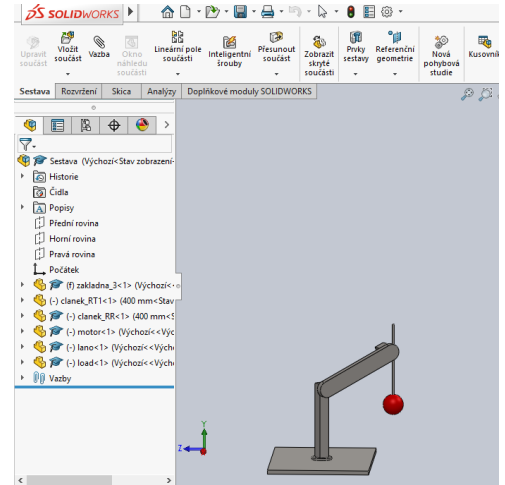 SOLIDWORKS
Upravit součást
Vložit součást
Vazba
Okno náhledu součásti
Lineární pole součásti
Inteligentní šrouby
Přesunout součást
Zobrazit skryté součásti
Prvky sestavy
Referenční geometrie
Nová pohybová studie
Kusovník
Sestava Rozvržení Skica Analýzy Doplňkové moduly SOLIDWORKS
Sestava (Výchozí<Stav zobrazení-
Historie
Čidla
Popisy
Přední rovina
Horní rovina
Pravá rovina
Počátek
(f) zakladna_3<1> (Výchozí<
(-) clanek_RT1<1> (400 mm<Stav
(-) clanek_RR<1> (400 mm<S
(-) motor<1> (Výchozí<<Výc
(-) lano<1> (Výchozí<<Výcho
(-) load<1> (Výchozí<<Výcho
Vazby
Y
Z